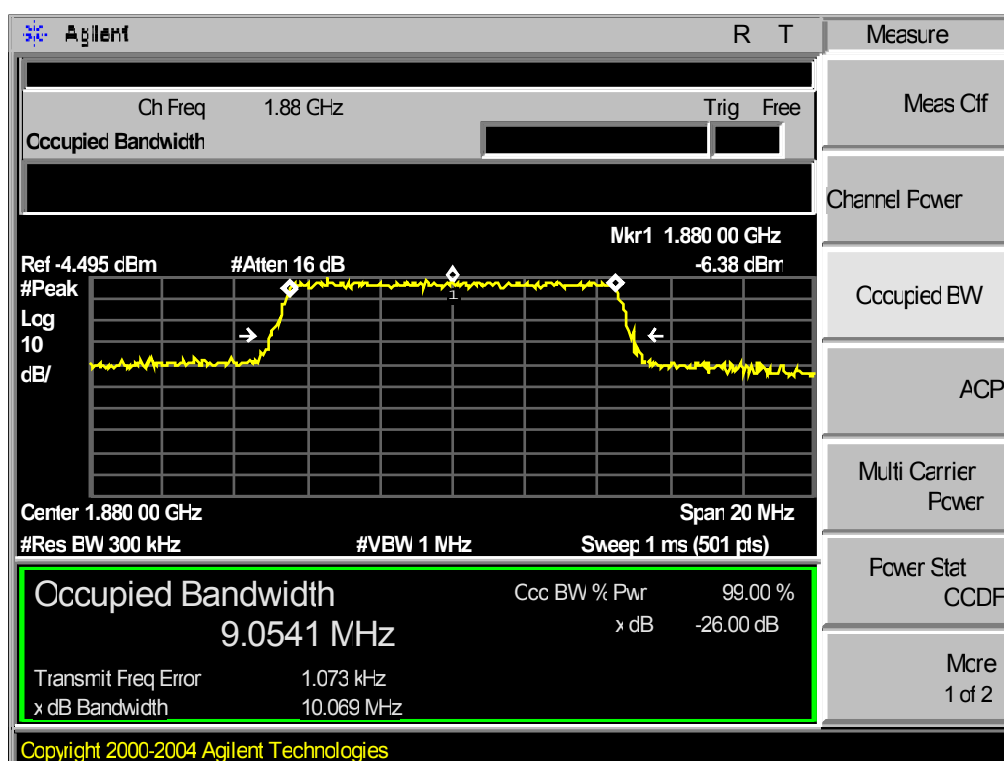 Agilent R T Measure
Ch Freq 1.88 GHz Trig Free
Occupied Bandwidth
Meas Off
Channel Power
Occupied BW
ACP
Multi Carrier
Power
Power Stat
CCDF
More
1 of 2
Mkr1 1.880 00 GHz
Ref -4.495 dBm #Atten 16 dB -6.38 dBm
#Peak
Log
10
dB/
1
Center 1.880 00 GHz Span 20 MHz
#Res BW 300 kHz #VBW 1 MHz Sweep 1 ms (501 pts)
Occupied Bandwidth Occ BW % Pwr 99.00 %
9.0541 MHz x dB -26.00 dB
Transmit Freq Error 1.073 kHz
x dB Bandwidth 10.069 MHz
Copyright 2000-2004 Agilent Technologies